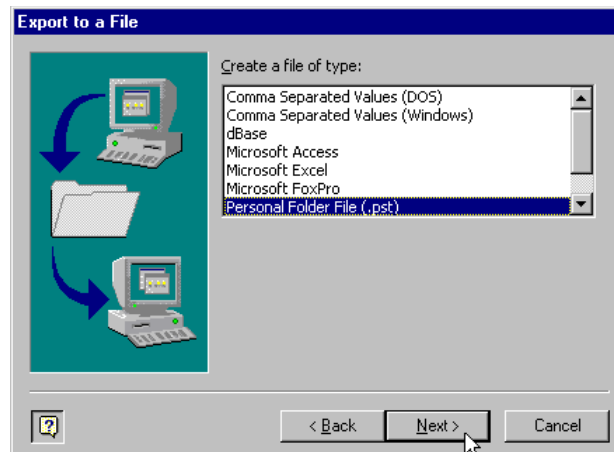 Export to a File
Create a file of type:
Comma Separated Values (DOS)
Comma Separated Values (Windows)
dBase
Microsoft Access
Microsoft Excel
Microsoft FoxPro
Personal Folder File (.pst)
?
< Back
Next >
Cancel